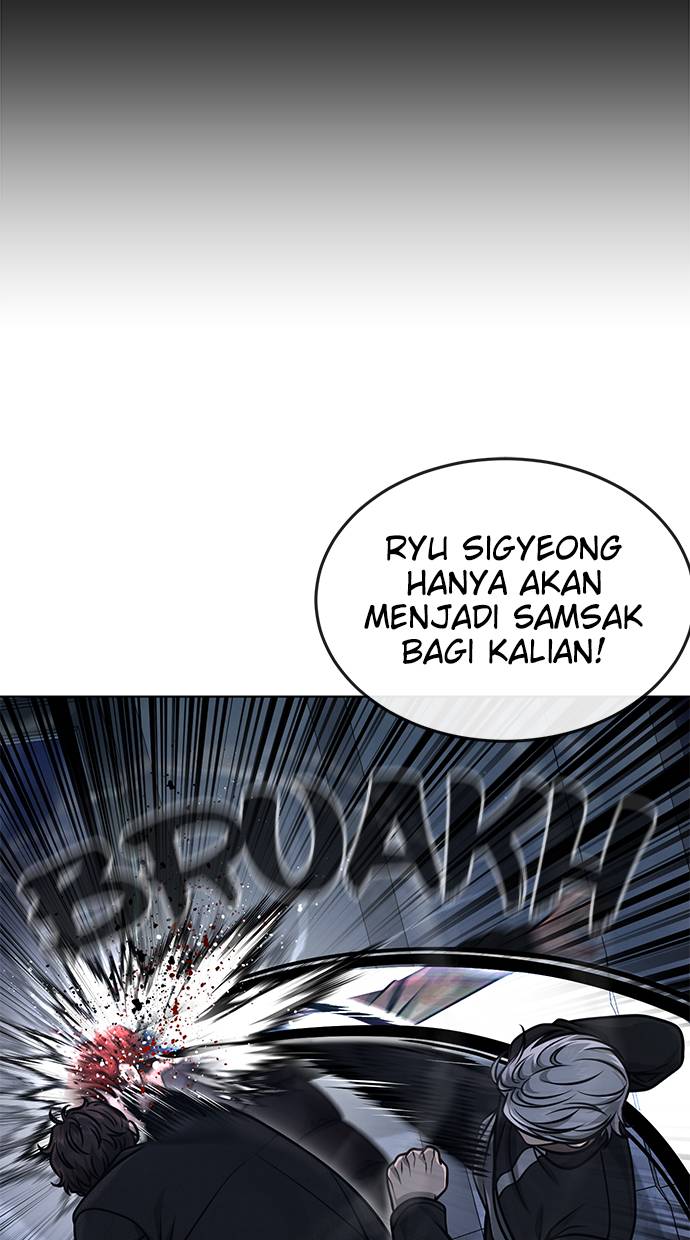 RYU SIGYEONG
HANYA AKAN
MENJADI SAMSAK
BAGI KALIAN!
BRUAKH